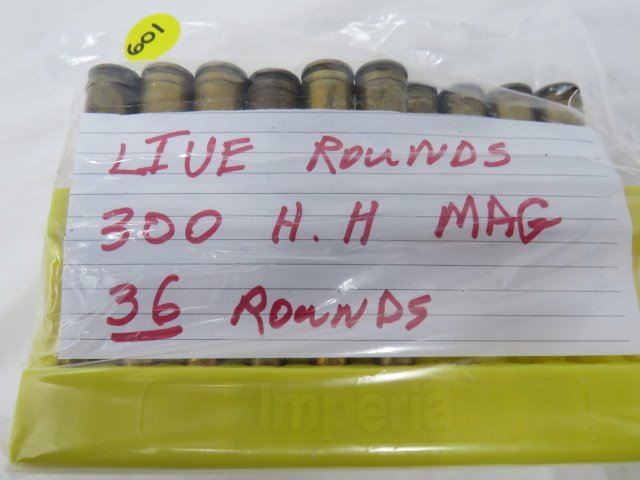 601
LIVE ROUNDS
300 H.H MAG
36 ROUNDS
Imperial